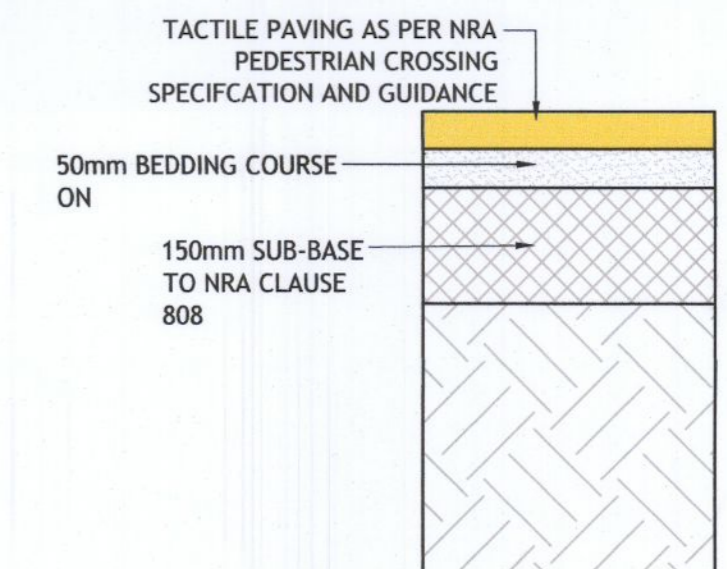 TACTILE PAVING AS PER NRA
PEDESTRIAN CROSSING
SPECIFCATION AND GUIDANCE
50mm BEDDING COURSE
ON
150mm SUB-BASE
TO NRA CLAUSE
808